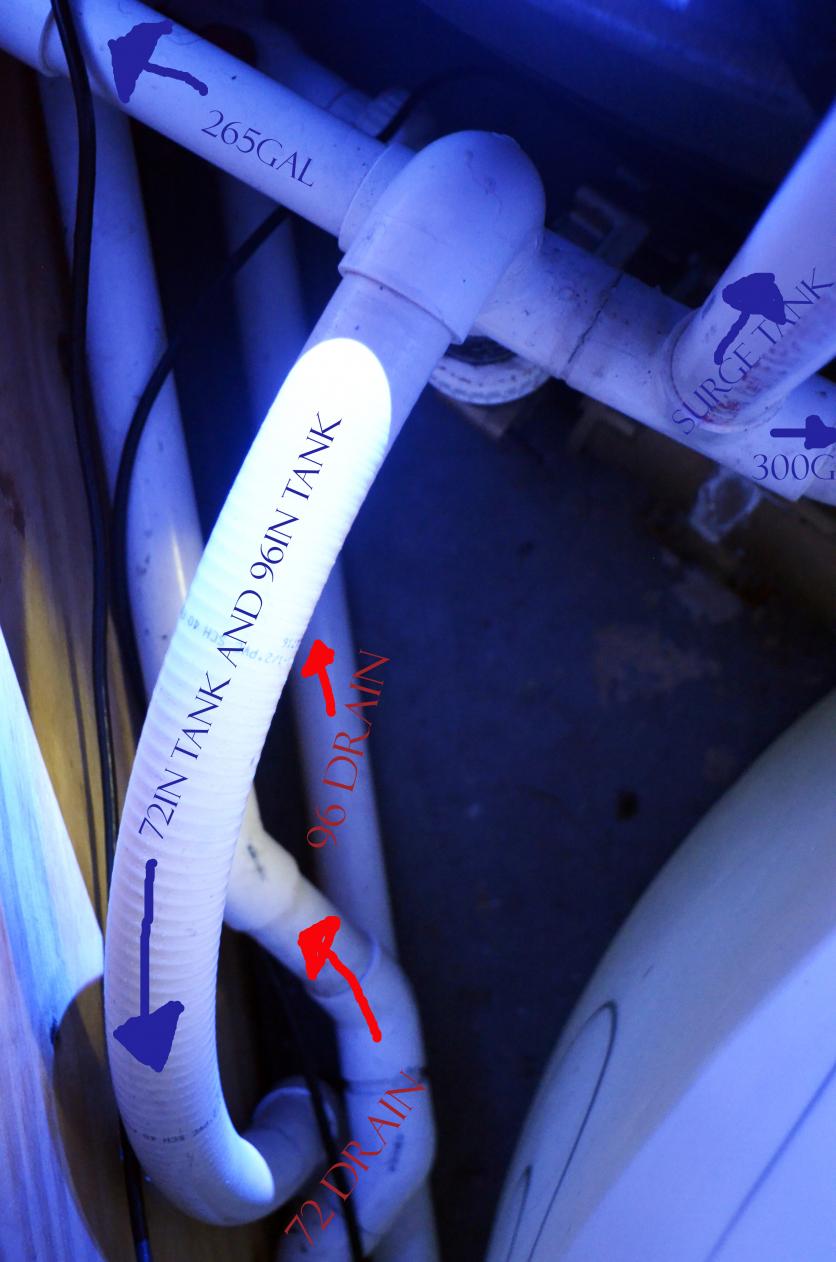 265GAL
SURGE TANK
300G
72IN TANK AND 96IN TANK
96 DRAIN
72 DRAIN